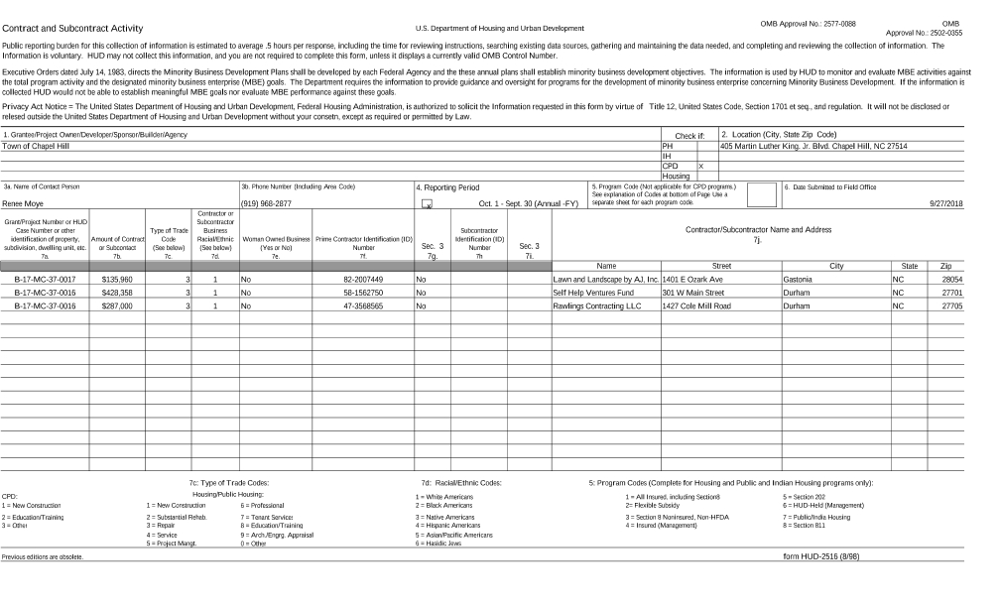 Contract and Subcontract Activity
U.S. Department of Housing and Urban Development
OMB Approval No.: 2577-0088
OMB
Approval No.: 2502-0355
Public reporting burden for this collection of information is estimated to average .5 hours per response, including the time for reviewing instructions, searching existing data sources, gathering and maintaining the data needed, and completing and reviewing the collection of information. The
Information is voluntary. HUD may not collect this information, and you are not required to complete this form, unless it displays a currently valid OMB Control Number.
Executive Orders dated July 14, 1983, directs the Minority Business Development Plans shall be developed by each Federal Agency and the these annual plans shall establish minority business development objectives. The information is used by HUD to monitor and evaluate MBE activities against
the total program activity and the designated minority business enterprise (MBE) goals. The Department requires the information to provide guidance and oversight for programs for the development of minority business enterprise concerning Minority Business Development. If the information is
collected HUD would not be able to establish meaningful MBE goals nor evaluate MBE performance against these goals.
Privacy Act Notice = The United States Department of Housing and Urban Development, Federal Housing Administration, is authorized to solicit the Information requested in this form by virtue of Title 12, United States Code, Section 1701 et seq., and regulation. It will not be disclosed or
relesed outside the United States Department without your consetn, except as required or permitted by Law.
1. Grantee/Project Owner/Developer/Sponsor/Builder/Agency
Check if:
2. Location (City, State Zip Code)
Town of Chapel Hill
PH
405 Martin Luther King. Jr. Blvd. Chapel Hill, NC 27514
IH
CPD x
Housing
3a. Name of Contact Person
3b. Phone Number (Including Area Code)
4. Reporting Period
5. Program Code (Not applicable for CPD programs.)
See explanation of Codes at bottom of Page Use a
separate sheet for each program code.
6. Date Submitted to Field Office
Renee Moye
(919) 968-2877
x
Oct. 1 - Sept. 30 (Annual -FY)
9/27/2018
Grant/Project Number or HUD
Case Number or other
identification of property,
subdivision, dwelling unit, etc.
7a.
Amount of Contract
or Subcontact
7b.
Type of Trade
Code
(See below)
7c.
Contractor or
Subcontractor
Business
Racial/Ethnic
(See below)
7d.
Woman Owned Business
(Yes or No)
7e.
Prime Contractor Identification (ID)
Number
7f.
Sec. 3
7g.
Subcontractor
Identification (ID)
Number
7h
Sec. 3
7i.
Contractor/Subcontractor Name and Address
7j.
Name Street City State Zip
B-17-MC-37-0017 $135,960 3 1 No 82-2007449 No Lawn and Landscape by AJ, Inc. 1401 E Ozark Ave Gastonia NC 28054
B-17-MC-37-0016 $428,358 3 1 No 58-1562750 No Self Help Ventures Fund 301 W Main Street Durham NC 27701
B-17-MC-37-0016 $287,000 3 1 No 47-3568565 No Rawlings Contracting LLC 1427 Cole Mill Road Durham NC 27705
7c: Type of Trade Codes:
7d: Racial/Ethnic Codes:
5: Program Codes (Complete for Housing and Public and Indian Housing programs only):
CPD:
Housing/Public Housing:
1 = New Construction
2 = Education/Training
3 = Other
1 = New Construction
2 = Substantial Rehab.
3 = Repair
4 = Service
5 = Project Mangt.
6 = Professional
7 = Tenant Services
8 = Education/Training
9 = Arch./Engrg. Appraisal
0 = Other
1 = White Americans
2 = Black Americans
3 = Native Americans
4 = Hispanic Americans
5 = Asian/Pacific Americans
6 = Hasidic Jews
1 = All Insured, including Section8
2= Flexible Subsidy
3 = Section 8 Noninsured, Non-HFDA
4 = Insured (Management)
5 = Section 202
6 = HUD-Held (Management)
7 = Public/India Housing
8 = Section 811
Previous editions are obsolete.
form HUD-2516 (8/98)